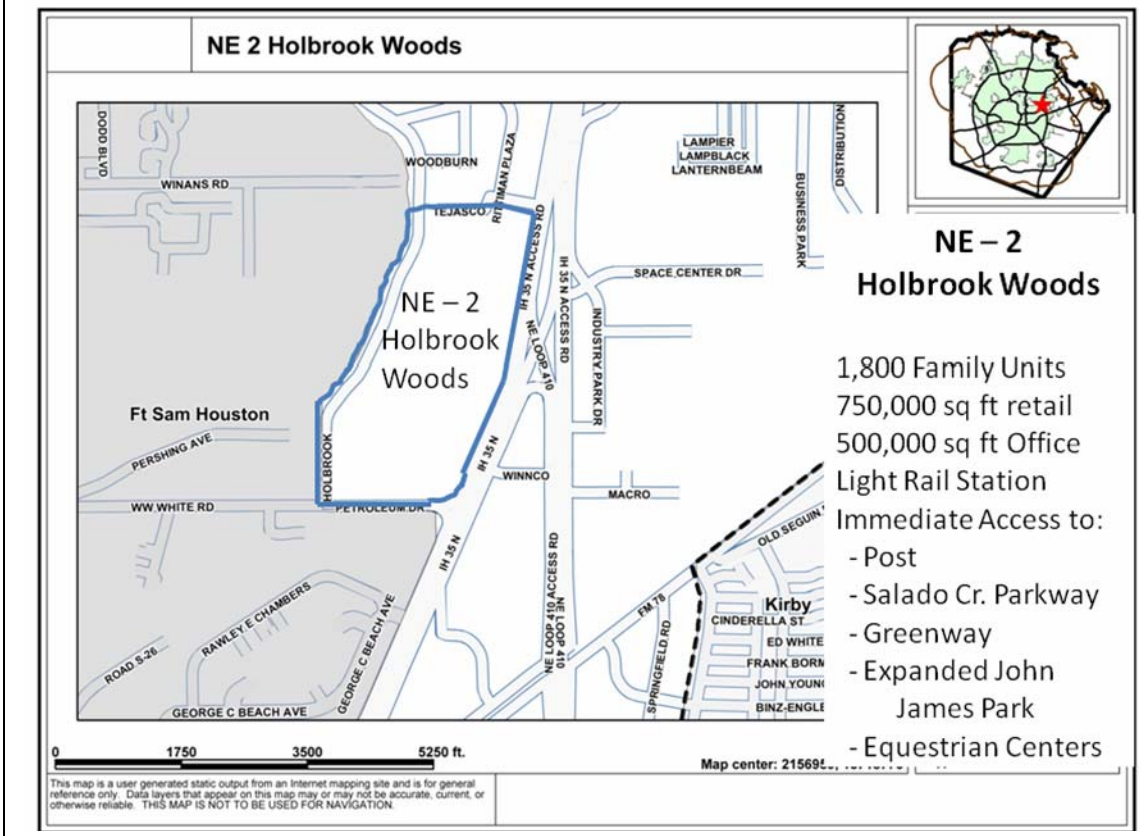 NE 2 Holbrook Woods
DODD BLVD
WINANS RD
WOODBURN
RITTIMAN PLAZA
TEJASCO
LAMPIER
LAMPBLACK
LANTERNBEAM
BUSINESS PARK
DISTRIBUTION
IH 35 N ACCESS RD
IH 35 N ACCESS RD
SPACE CENTER DR
NE LOOP 410
INDUSTRY PARK DR
NE – 2
Holbrook
Woods
Ft Sam Houston
PERSHING AVE
HOLBROOK
IH 35 N
WINNCO
MACRO
WW WHITE RD
PETROLEUM DR
IH 35 N
NE LOOP 410 ACCESS RD
NE LOOP 410
OLD SEGUIN
FM 78
SPRINGFIELD RD
Kirby
CINDERELLA ST
ED WHITE
FRANK BORM
JOHN YOUNG
BINZ-ENGLE
RAWLEY E CHAMBERS
ROAD S-26
GEORGE C BEACH AVE
GEORGE C BEACH AVE
NE – 2
Holbrook Woods
1,800 Family Units
750,000 sq ft retail
500,000 sq ft Office
Light Rail Station
Immediate Access to:
- Post
- Salado Cr. Parkway
- Greenway
- Expanded John
James Park
- Equestrian Centers
0 1750 3500 5250 ft.
Map center:
This map is a user generated static output from an Internet mapping site and is for general
reference only. Data layers that appear on this map may or may not be accurate, current, or
otherwise reliable. THIS MAP IS NOT TO BE USED FOR NAVIGATION.